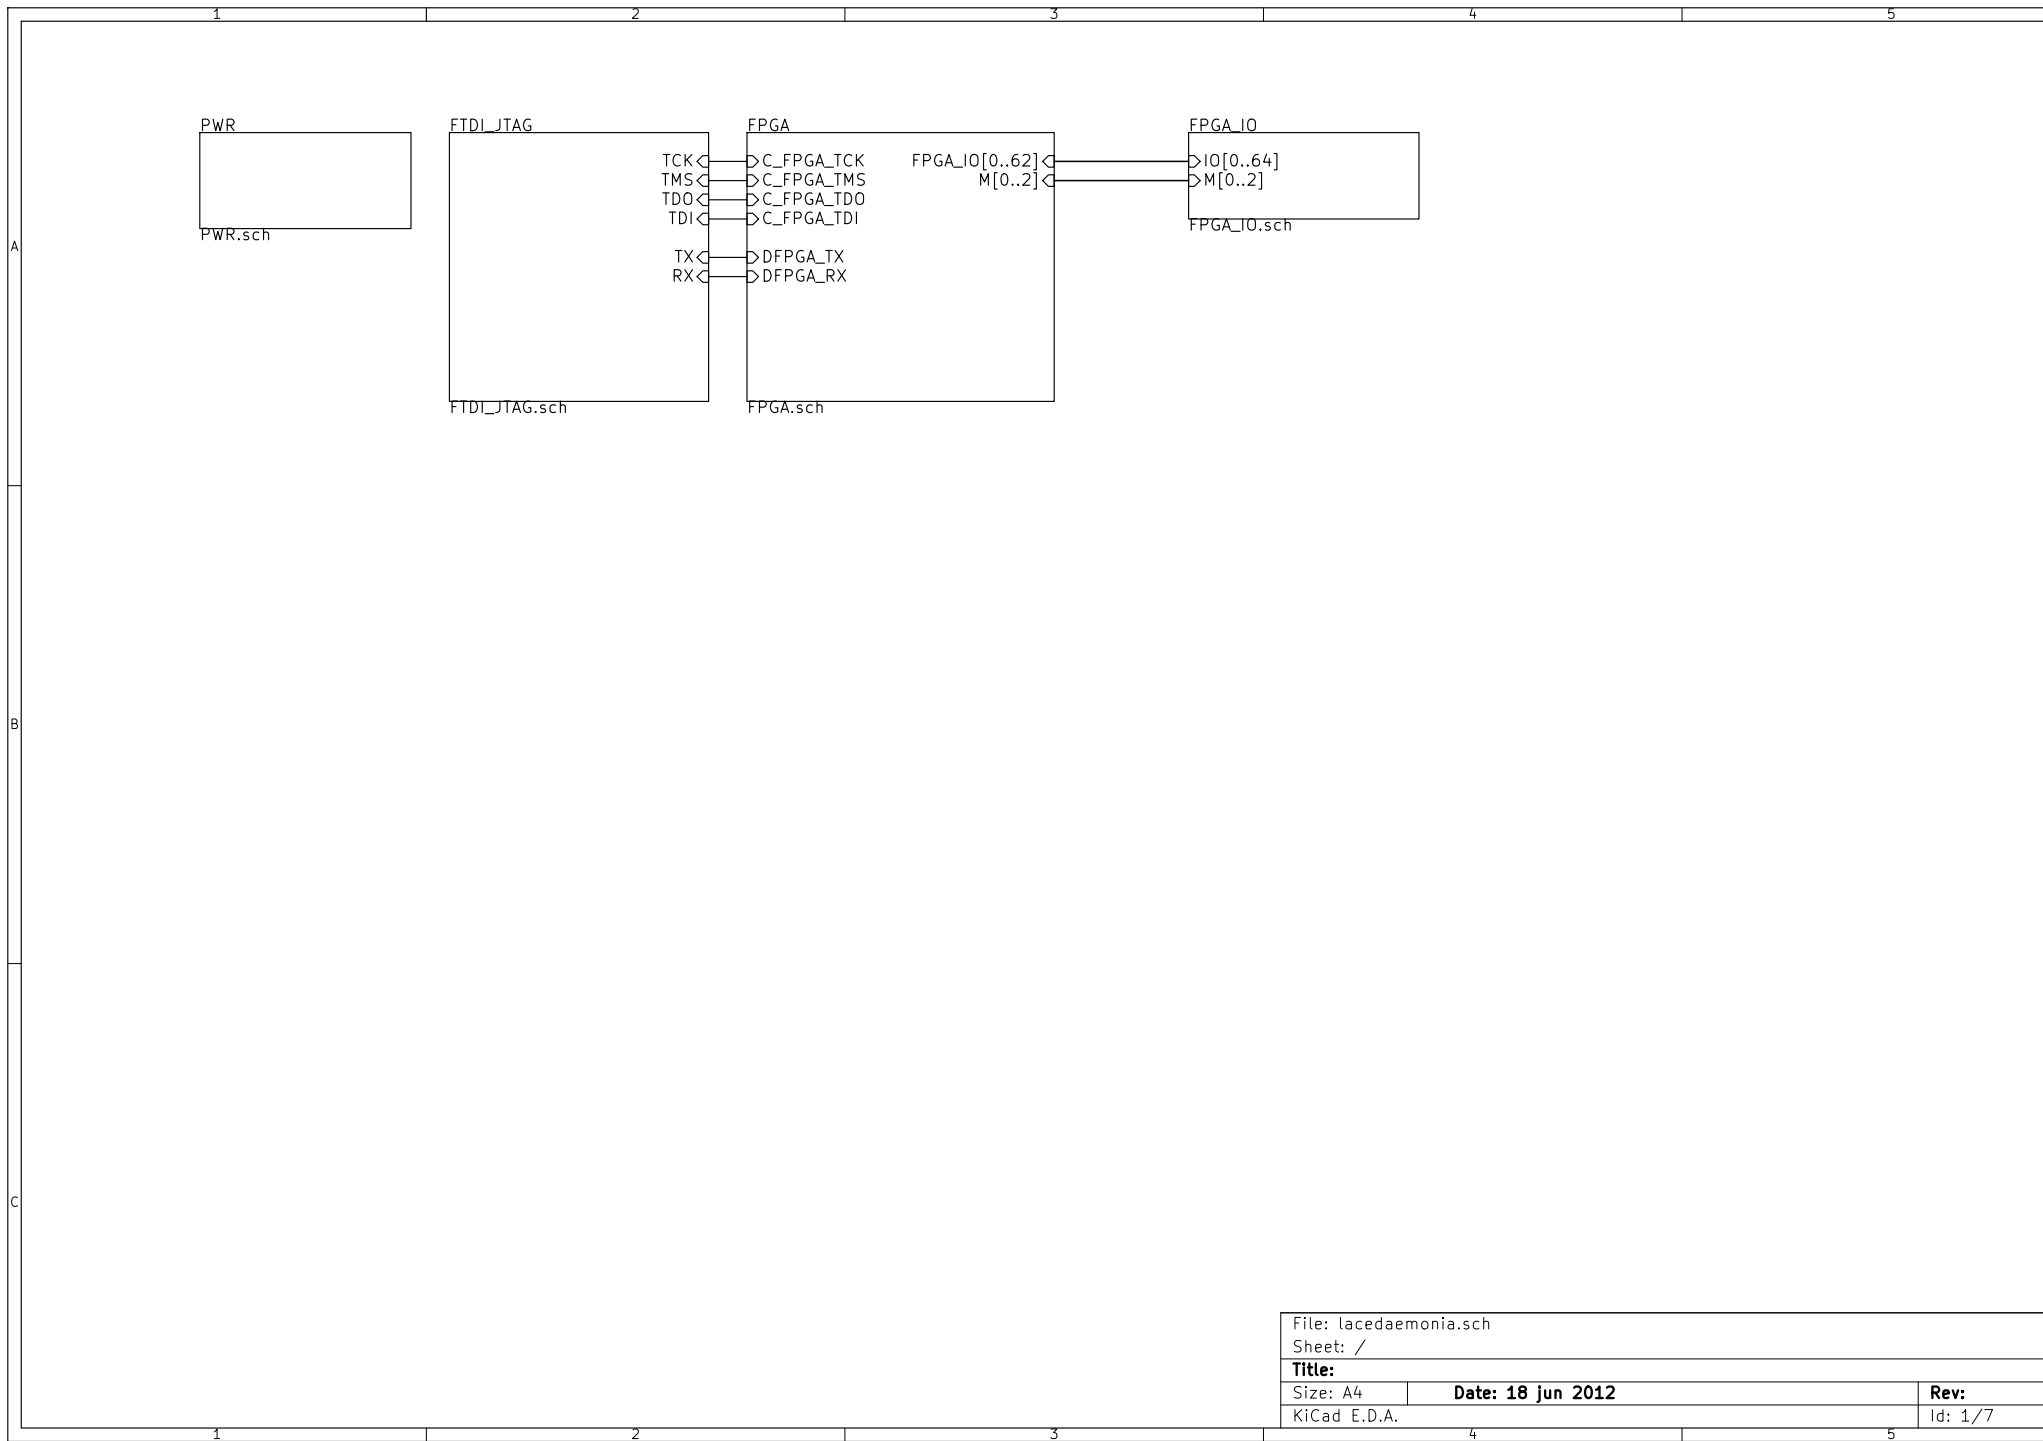 1 2 3 4 5
PWR FTDI_JTAG FPGA FPGA_IO
TCK C_FPGA_TCK FPGA_IO[0..62] IO[0..64]
TMS C_FPGA_TMS M[0..2] M[0..2]
TDO C_FPGA_TDO
TDI C_FPGA_TDI
FPGA_IO.sch
PWR.sch
A
TX DFPGA_TX
RX DFPGA_RX
FTDI_JTAG.sch FPGA.sch
B
C
File: lacedaemonia.sch
Sheet: /
Title:
Size: A4 Date: 18 jun 2012 Rev:
KiCad E.D.A. Id: 1/7
1 2 3 4 5